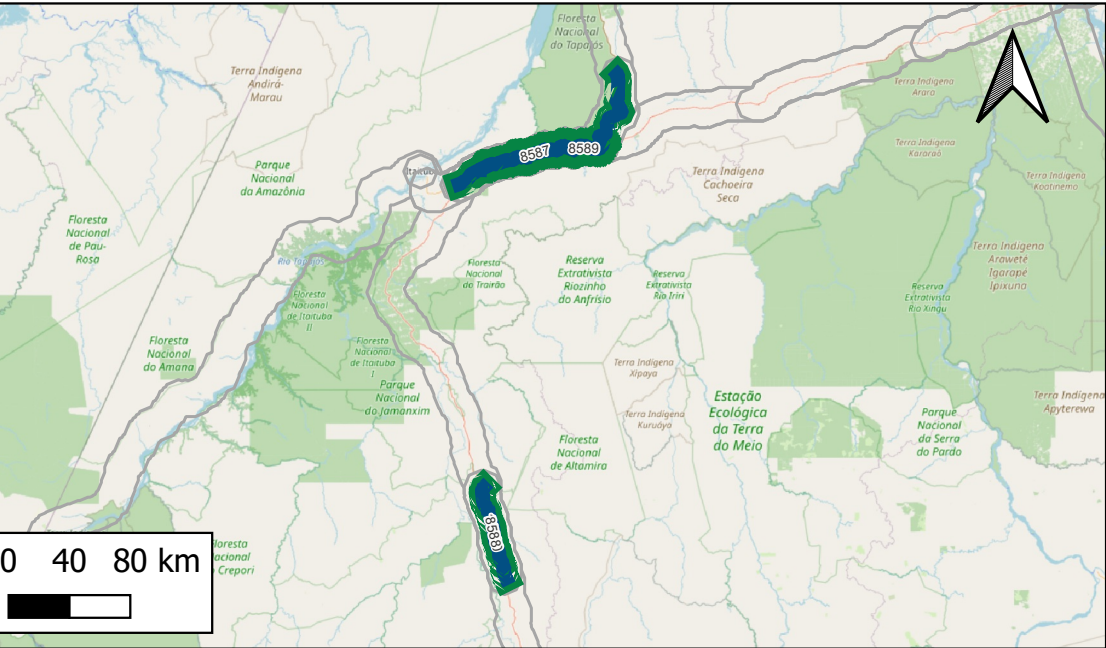 Floresta
Nacional
do Tapajós
Terra Indígena
Andirá-
Marau
Terra Indígena
Arara
Terra Indígena
Kararaô
8587
8589
Parque
Nacional
da Amazônia
Terra Indígena
Cachoeira
Seca
Terra Indígena
Koatinemo
Floresta
Nacional
de Pau-
Rosa
Rio Tapajós
Floresta
Nacional
do Trairão
Reserva
Extrativista
Riozinho
do Anfrísio
Reserva
Extrativista
Rio Iriri
Terra Indígena
Araweté
Igarapé
Ipixuna
Reserva
Extrativista
Rio Xingu
Floresta
Nacional
de Itaituba
II
Floresta
Nacional
do Amana
Floresta
Nacional
de Itaituba
I
Parque
Nacional
do Jamanxim
Terra Indígena
Xipaya
Terra Indígena
Kuruáya
Estação
Ecológica
da Terra
do Meio
Terra Indígena
Apyterewa
Parque
Nacional
da Serra
do Pardo
Floresta
Nacional
de Altamira
8588
loresta
acional
Crepori
0 40 80 km